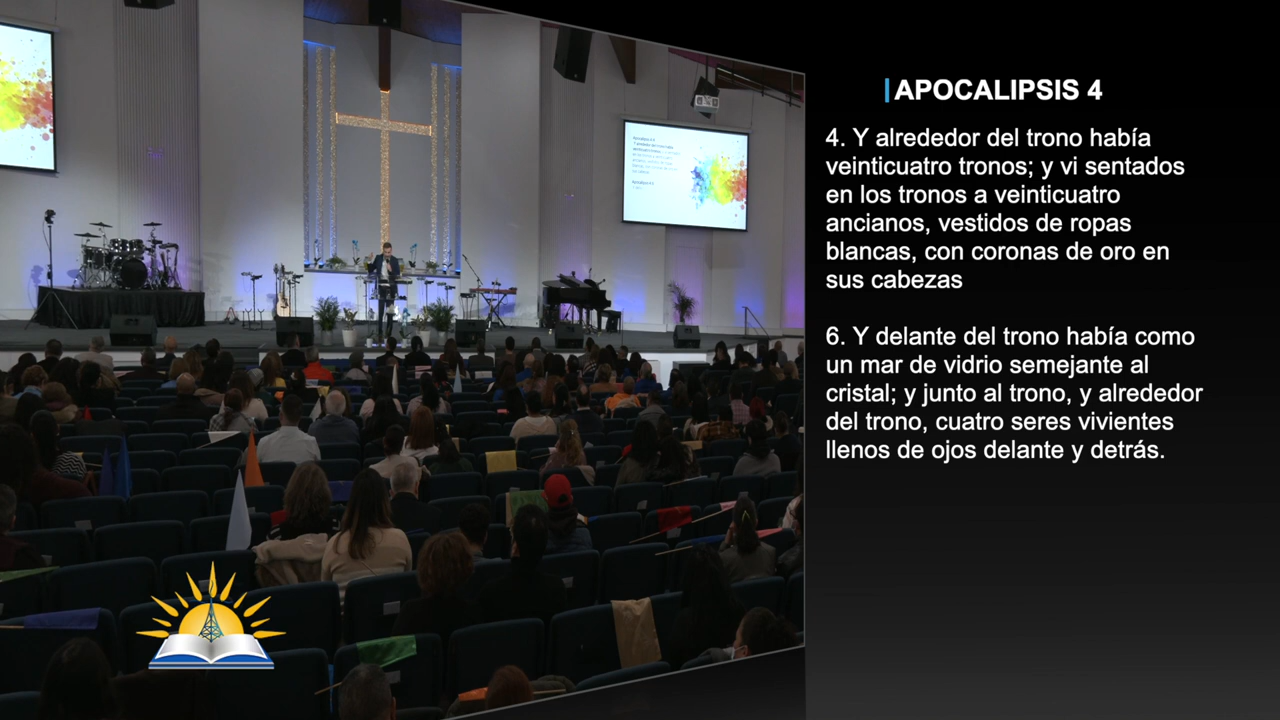 APOCALIPSIS 4
4. Y alrededor del trono había
veinticuatro tronos; y vi sentados
en los tronos a veinticuatro
ancianos, vestidos de ropas
blancas, con coronas de oro en
sus cabezas
6. Y delante del trono había como
un mar de vidrio semejante al
cristal; y junto al trono, y alrededor
del trono, cuatro seres vivientes
llenos de ojos delante y detrás.